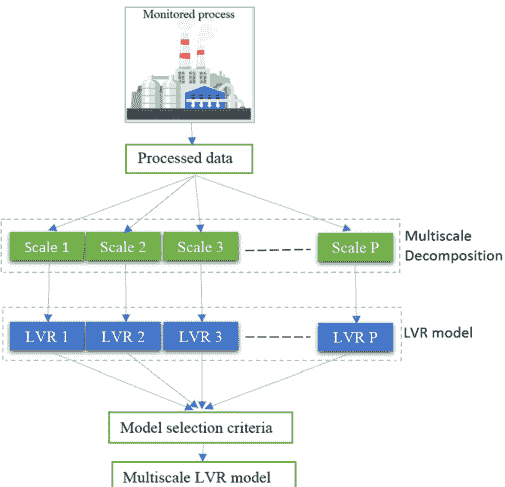 Monitored process
Processed data
Scale 1 Scale 2 Scale 3 Scale P
Multiscale
Decomposition
LVR 1 LVR 2 LVR 3 LVR P
LVR model
Model selection criteria
Multiscale LVR model